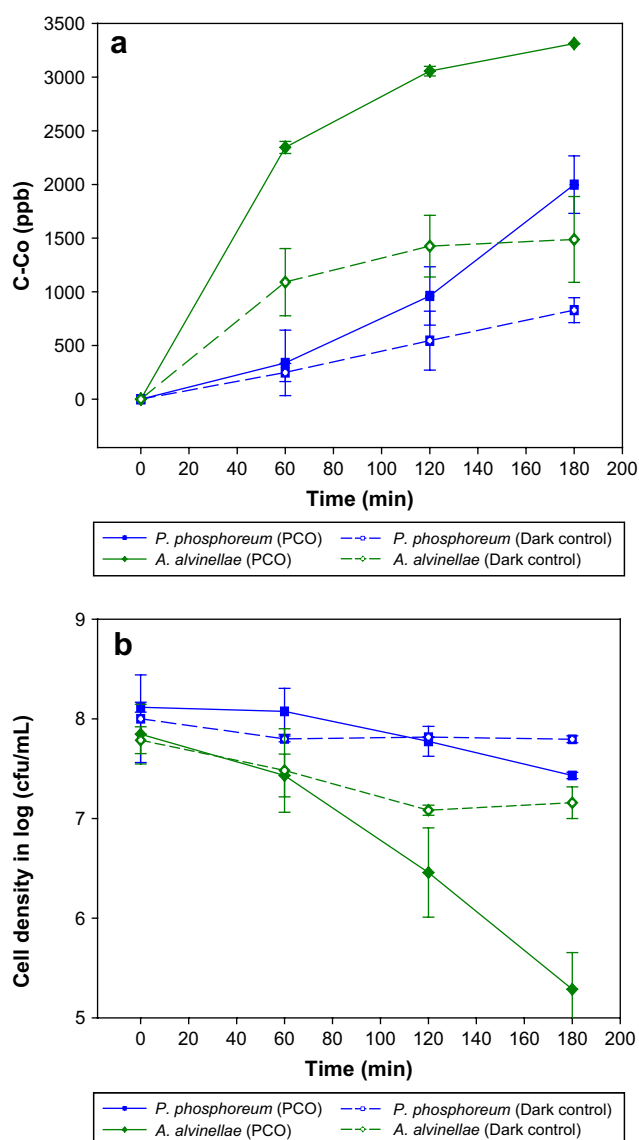 a
3500
3000
2500
2000
1500
1000
500
0
C-Co (ppb)
0 20 40 60 80 100 120 140 160 180 200
Time (min)
P. phosphoreum (PCO) P. phosphoreum (Dark control)
A. alvinellae (PCO) A. alvinellae (Dark control)
b
9
8
7
6
5
Cell density in log (cfu/mL)
0 20 40 60 80 100 120 140 160 180 200
Time (min)
P. phosphoreum (PCO) P. phosphoreum (Dark control)
A. alvinellae (PCO) A. alvinellae (Dark control)